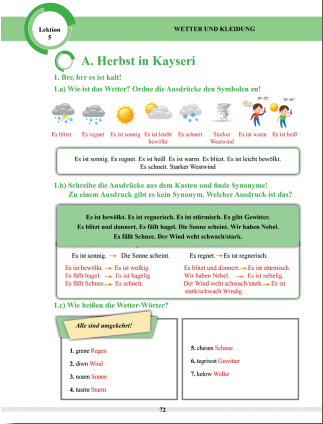 Lektion
5
WETTER UND KLEIDUNG
A. Herbst in Kayseri
1. Brr, brr es ist kalt!
1.a) Wie ist das Wetter? Ordne die Ausdrücke den Symbolen zu!
Es blitzt Es regnet Es ist sonnig Es ist leicht bewölkt Es schneit Starker Westwind Es ist warm Es ist heiß
Es ist sonnig. Es regnet. Es ist heiß. Es ist warm. Es blitzt. Es ist leicht bewölkt.
Es schneit. Starker Westwind
1.b) Schreibe die Ausdrücke aus dem Kasten und finde Synonyme!
Zu einem Ausdruck gibt es kein Synonym. Welcher Ausdruck ist das?
Es ist bewölkt. Es ist regnerisch. Es ist stürmisch. Es gibt Gewitter.
Es blitzt und donnert. Es fällt hagel. Die Sonne scheint. Wir haben Nebel.
Es fällt Schnee. Der Wind weht schwach/stark.
Es ist sonnig. Die Sonne scheint. Es regnet. Es ist regnerisch.
Es ist bewölkt. Es ist wolkig.
Es fällt hagel. Es ist hagelig
Es fällt Schnee. Es schneit.
Es blitzt und donnert. Es ist stürmisch.
Wir haben Nebel. Es ist nebelig.
Der Wind weht schwach/stark. Es ist
stark/schwach Windig .
1.c) Wie heißen die Wetter-Wörter?
Alle sind umgekehrt!
1. grene Regen
2. diwn Wind
3. nosen Sonne
4. tusrm Sturm
5. chesen Schnee
6. tegriwet Gewitter
7. kelow Wolke
72